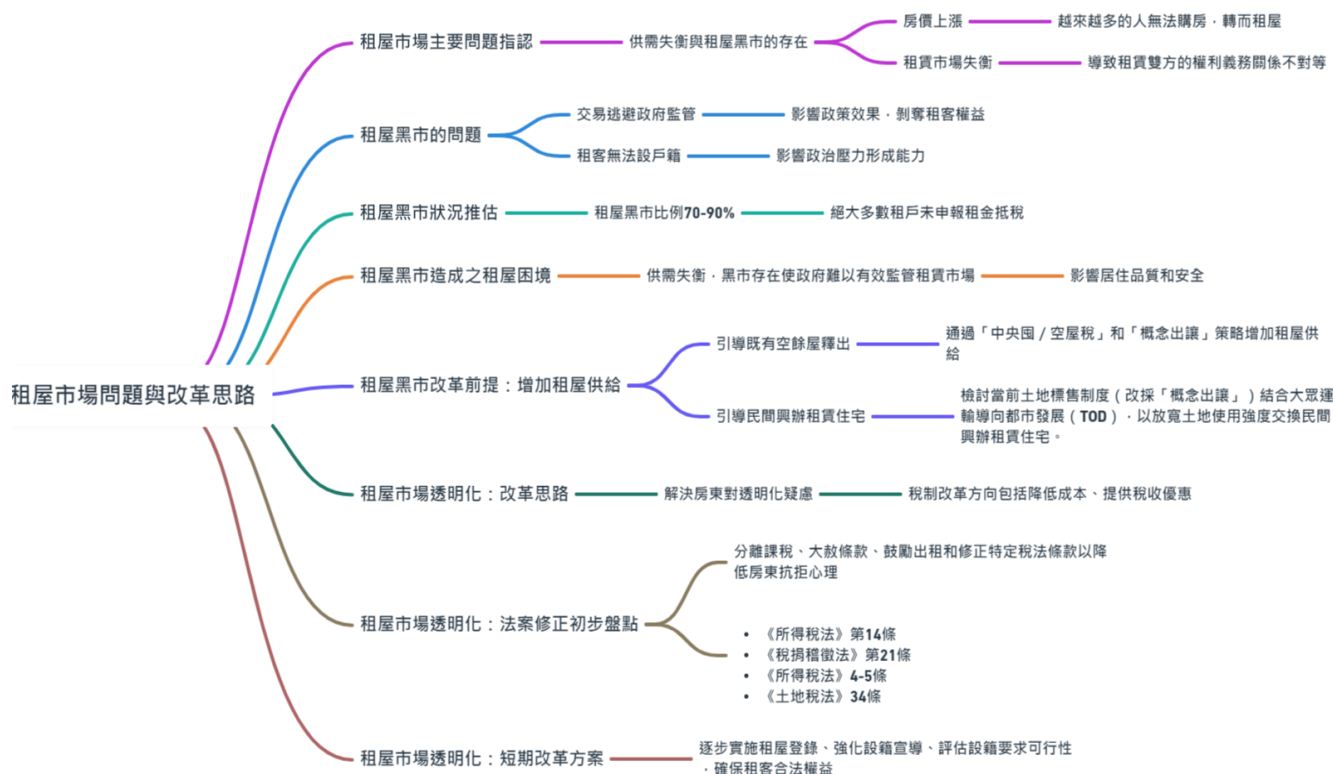 租屋市場問題與改革思路
租屋市場主要問題指認
供需失衡與租屋黑市的存在
房價上漲
越來越多的人無法購房，轉而租屋
租賃市場失衡
導致租賃雙方的權利義務關係不對等
租屋黑市的問題
交易逃避政府監管
影響政策效果，剝奪租客權益
租客無法設戶籍
影響政治壓力形成能力
租屋黑市狀況推估
租屋黑市比例70-90%
絕大多數租戶未申報租金抵稅
租屋黑市造成之租屋困境
供需失衡，黑市存在使政府難以有效監管租賃市場
影響居住品質和安全
租屋黑市改革前提：增加租屋供給
引導既有空餘屋釋出
通過「中央囤／空屋稅」和「概念出讓」策略增加租屋供
給
引導民間興辦租賃住宅
檢討當前土地標售制度（改採「概念出讓」）結合大眾運
輸導向都市發展（TOD），以放寬土地使用強度交換民間
興辦租賃住宅。
租屋市場透明化：改革思路
解決房東對透明化疑慮
稅制改革方向包括降低成本、提供稅收優惠
租屋市場透明化：法案修正初步盤點
分離課稅、大赦條款、鼓勵出租和修正特定稅法條款以降
低房東抗拒心理
• 《所得稅法》第14條
• 《稅捐稽徵法》第21條
• 《所得稅法》4-5條
• 《土地稅法》34條
租屋市場透明化：短期改革方案
逐步實施租屋登錄、強化設籍宣導、評估設籍要求可行性
，確保租客合法權益